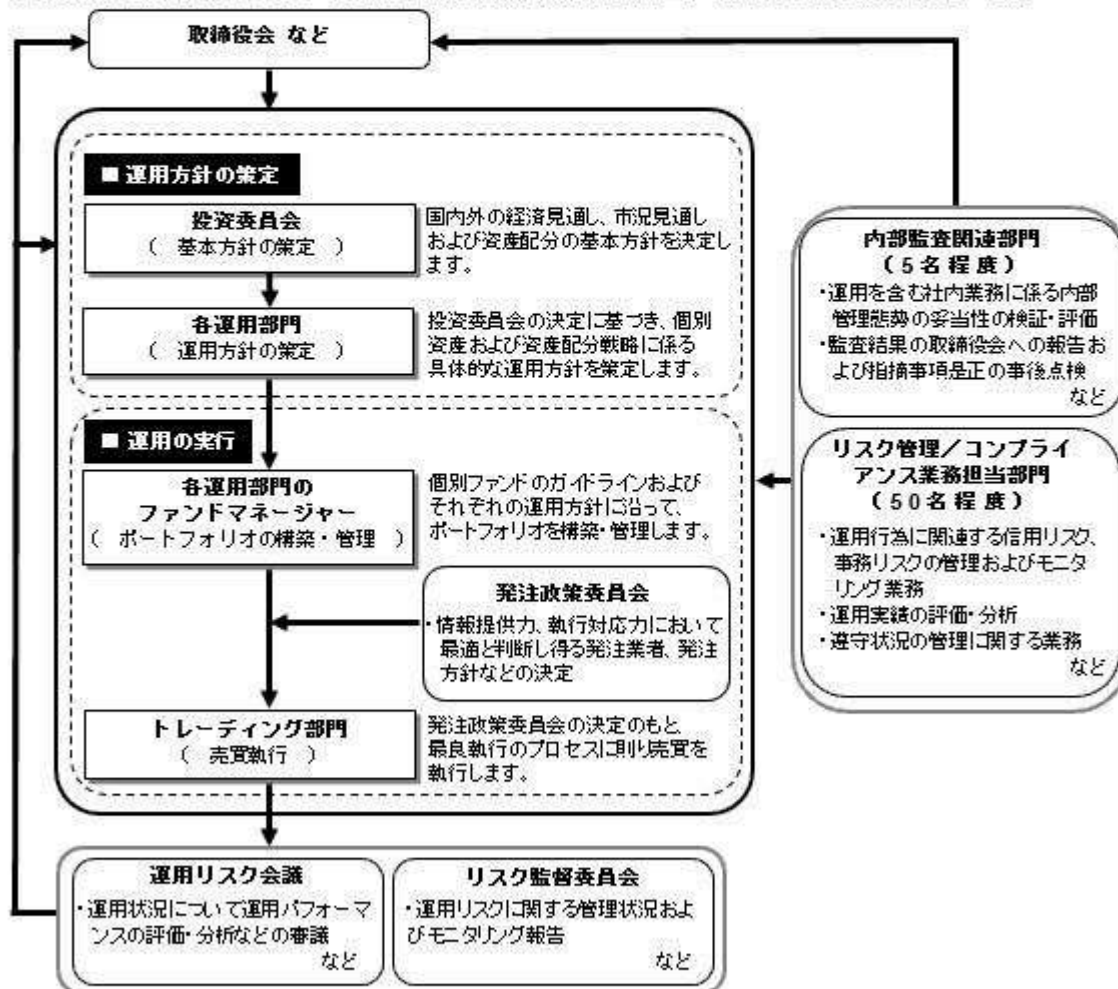 取締役会 など
■ 運用方針の策定
投資委員会
( 基本方針の策定 )
国内外の経済見通し、市況見通し
および資産配分の基本方針を決定し
ます。
各運用部門
( 運用方針の策定 )
投資委員会の決定に基づき、個別
資産および資産配分戦略に係る
具体的な運用方針を策定します。
■ 運用の実行
各運用部門の
ファンドマネージャー
( ポートフォリオの構築・管理 )
個別ファンドのガイドラインおよび
それぞれの運用方針に沿って、
ポートフォリオを構築・管理します。
発注政策委員会
・情報提供力、執行対応力において
最適と判断し得る発注業者、発注
方針などの決定
トレーディング部門
( 売買執行 )
発注政策委員会の決定のもと、
最良執行のプロセスに則り売買を
執行します。
内部監査関連部門
(5名程度)
・運用を含む社内業務に係る内部
管理態勢の妥当性の検証・評価
・監査結果の取締役会への報告お
よび指摘事項是正の事後点検
など
リスク管理/コンプライ
アンス業務担当部門
(50名程度)
・運用行為に関連する信用リスク、
事務リスクの管理およびモニタ
リング業務
・運用実績の評価・分析
・遵守状況の管理に関する業務
など
運用リスク会議
・運用状況について運用パフォーマ
ンスの評価・分析などの審議
など
リスク監督委員会
・運用リスクに関する管理状況およ
びモニタリング報告
など